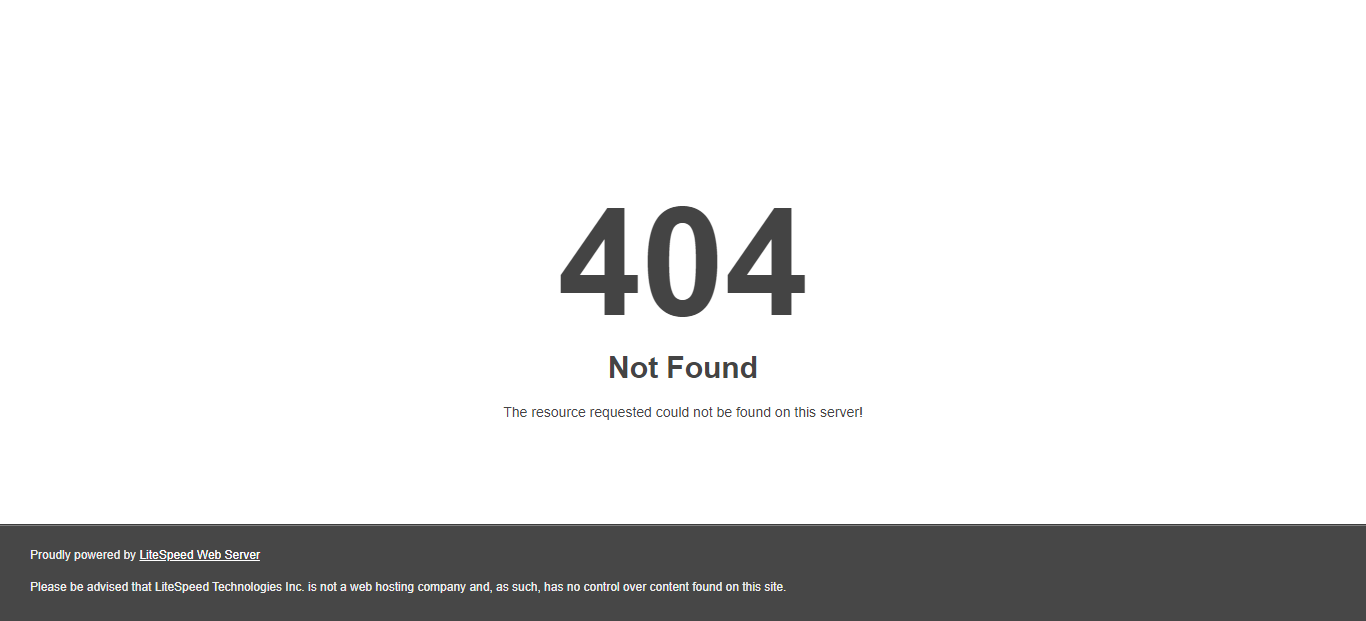 404
Not Found
The resource requested could not be found on this server!
Proudly powered by LiteSpeed Web Server
Please be advised that LiteSpeed Technologies Inc. is not a web hosting company and, as such, has no control over content found on this site.